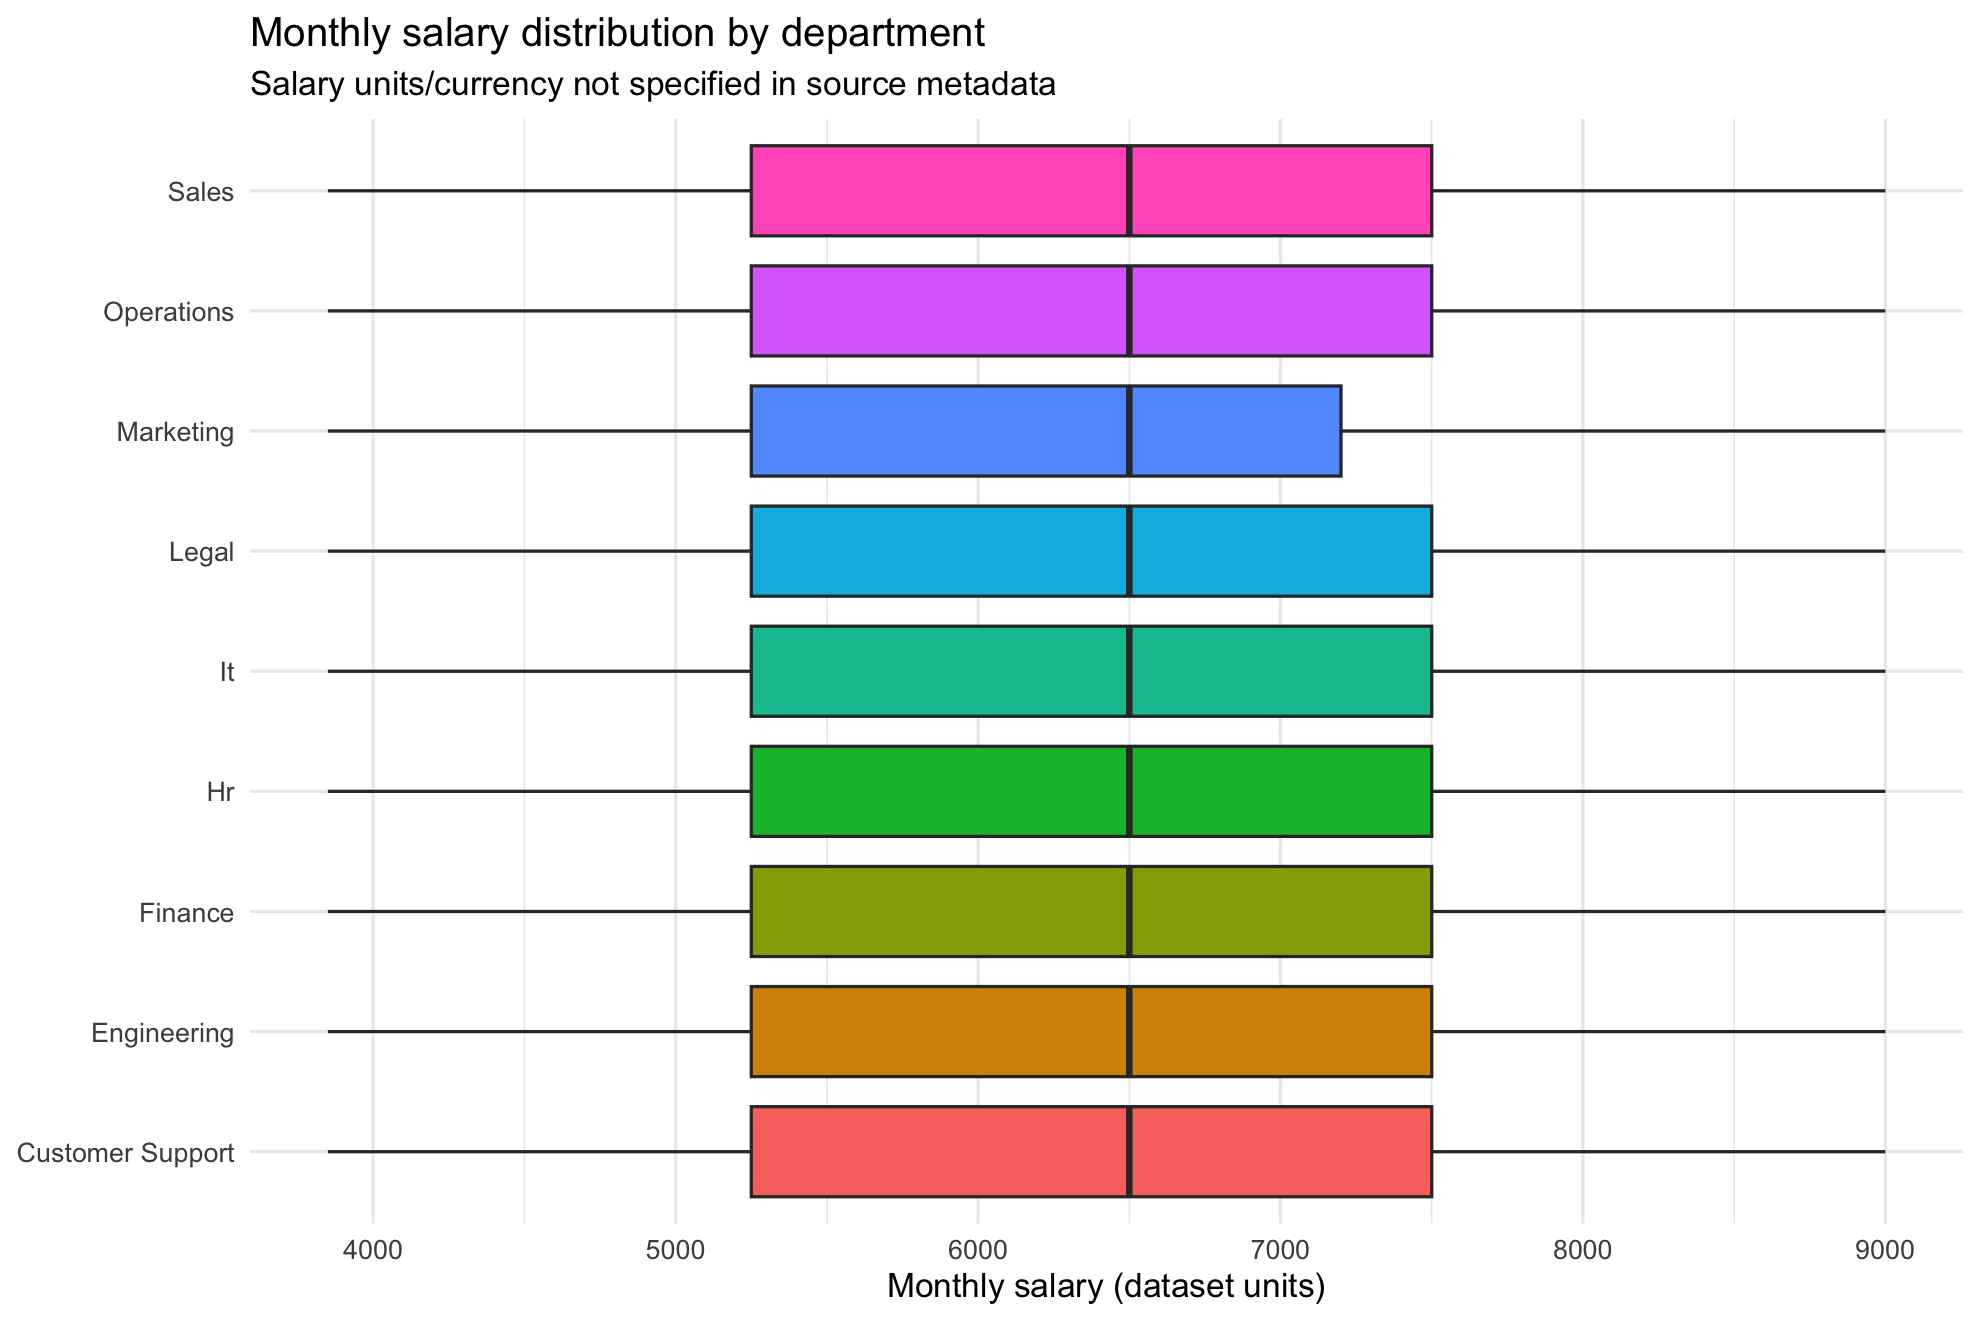 Monthly salary distribution by department
Salary units/currency not specified in source metadata
Sales
Operations
Marketing
Legal
It
Hr
Finance
Engineering
Customer Support
4000 5000 6000 7000 8000 9000
Monthly salary (dataset units)